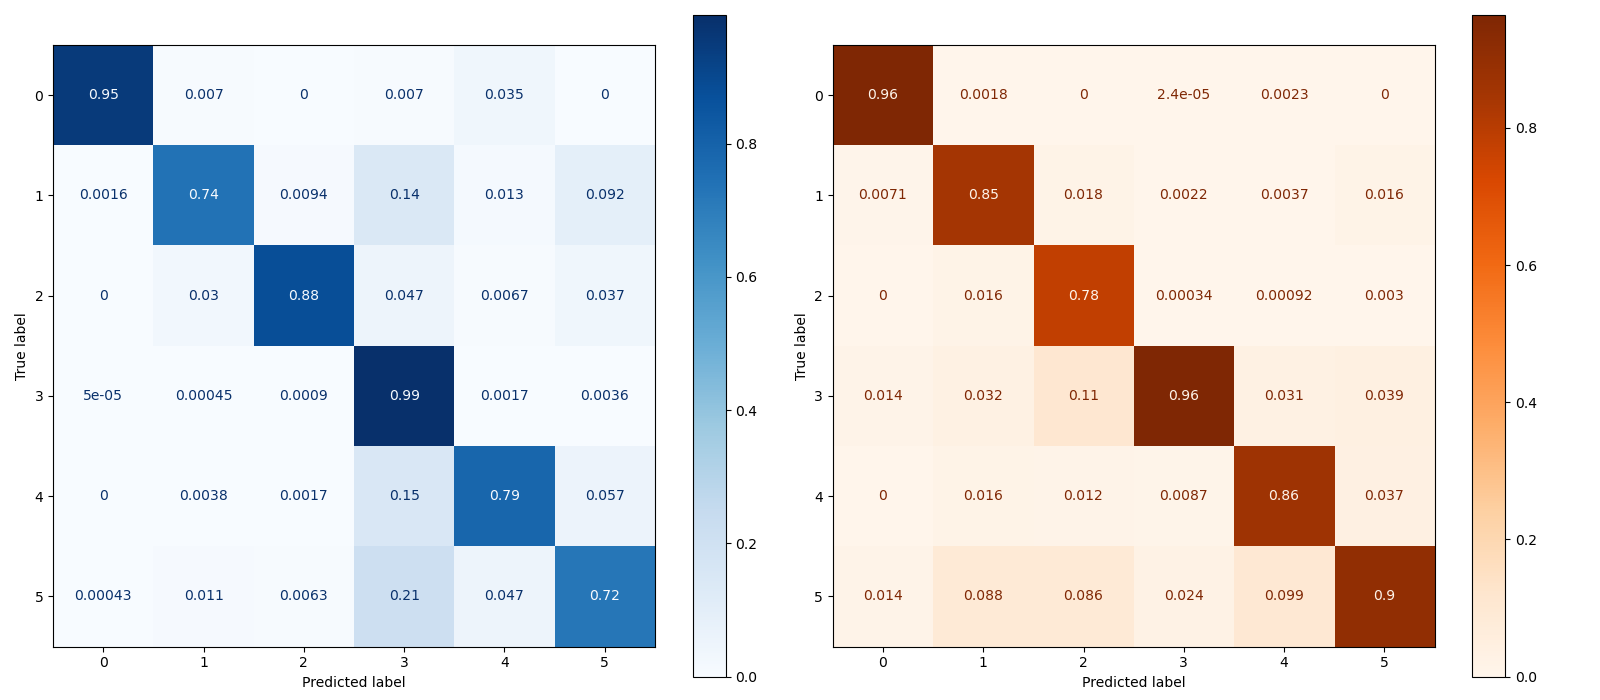 0 0.95 0.007 0 0.007 0.035 0
1 0.0016 0.74 0.0094 0.14 0.013 0.092
2 0 0.03 0.88 0.047 0.0067 0.037
3 5e-05 0.00045 0.0009 0.99 0.0017 0.0036
4 0 0.0038 0.0017 0.15 0.79 0.057
5 0.00043 0.011 0.0063 0.21 0.047 0.72
0 1 2 3 4 5
Predicted label
True label
0.8
0.6
0.4
0.2
0.0
0 0.96 0.0018 0 2.4e-05 0.0023 0
1 0.0071 0.85 0.018 0.0022 0.0037 0.016
2 0 0.016 0.78 0.00034 0.00092 0.003
3 0.014 0.032 0.11 0.96 0.031 0.039
4 0 0.016 0.012 0.0087 0.86 0.037
5 0.014 0.088 0.086 0.024 0.099 0.9
0 1 2 3 4 5
Predicted label
True label
0.8
0.6
0.4
0.2
0.0